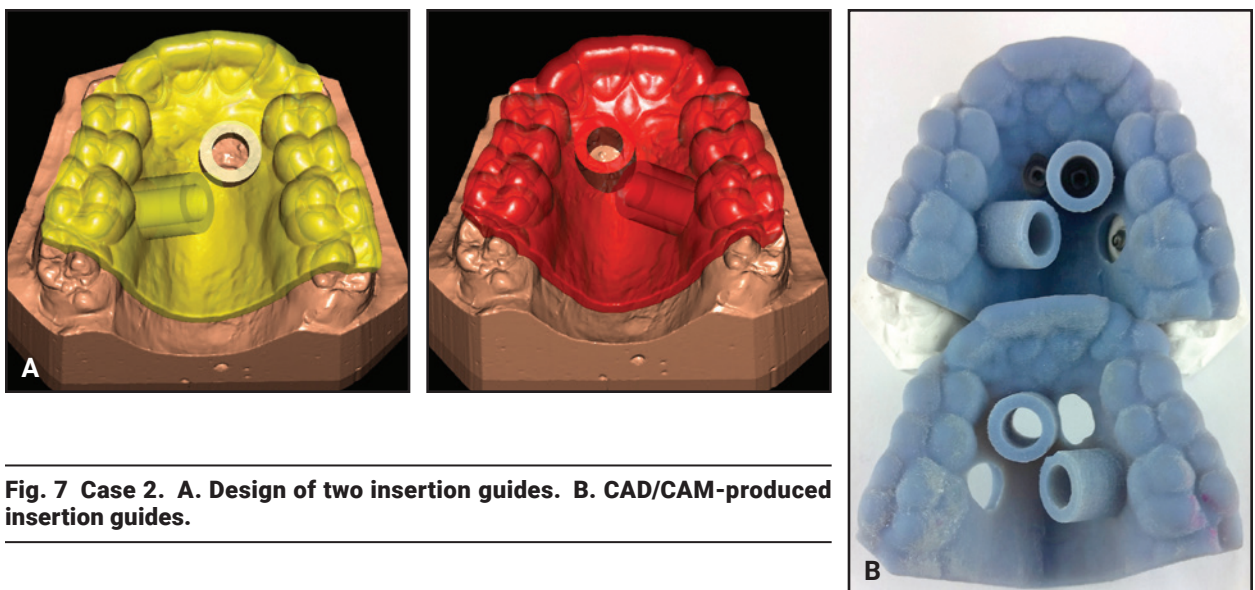 A
B
Fig. 7 Case 2. A. Design of two insertion guides. B. CAD/CAM-produced
insertion guides.